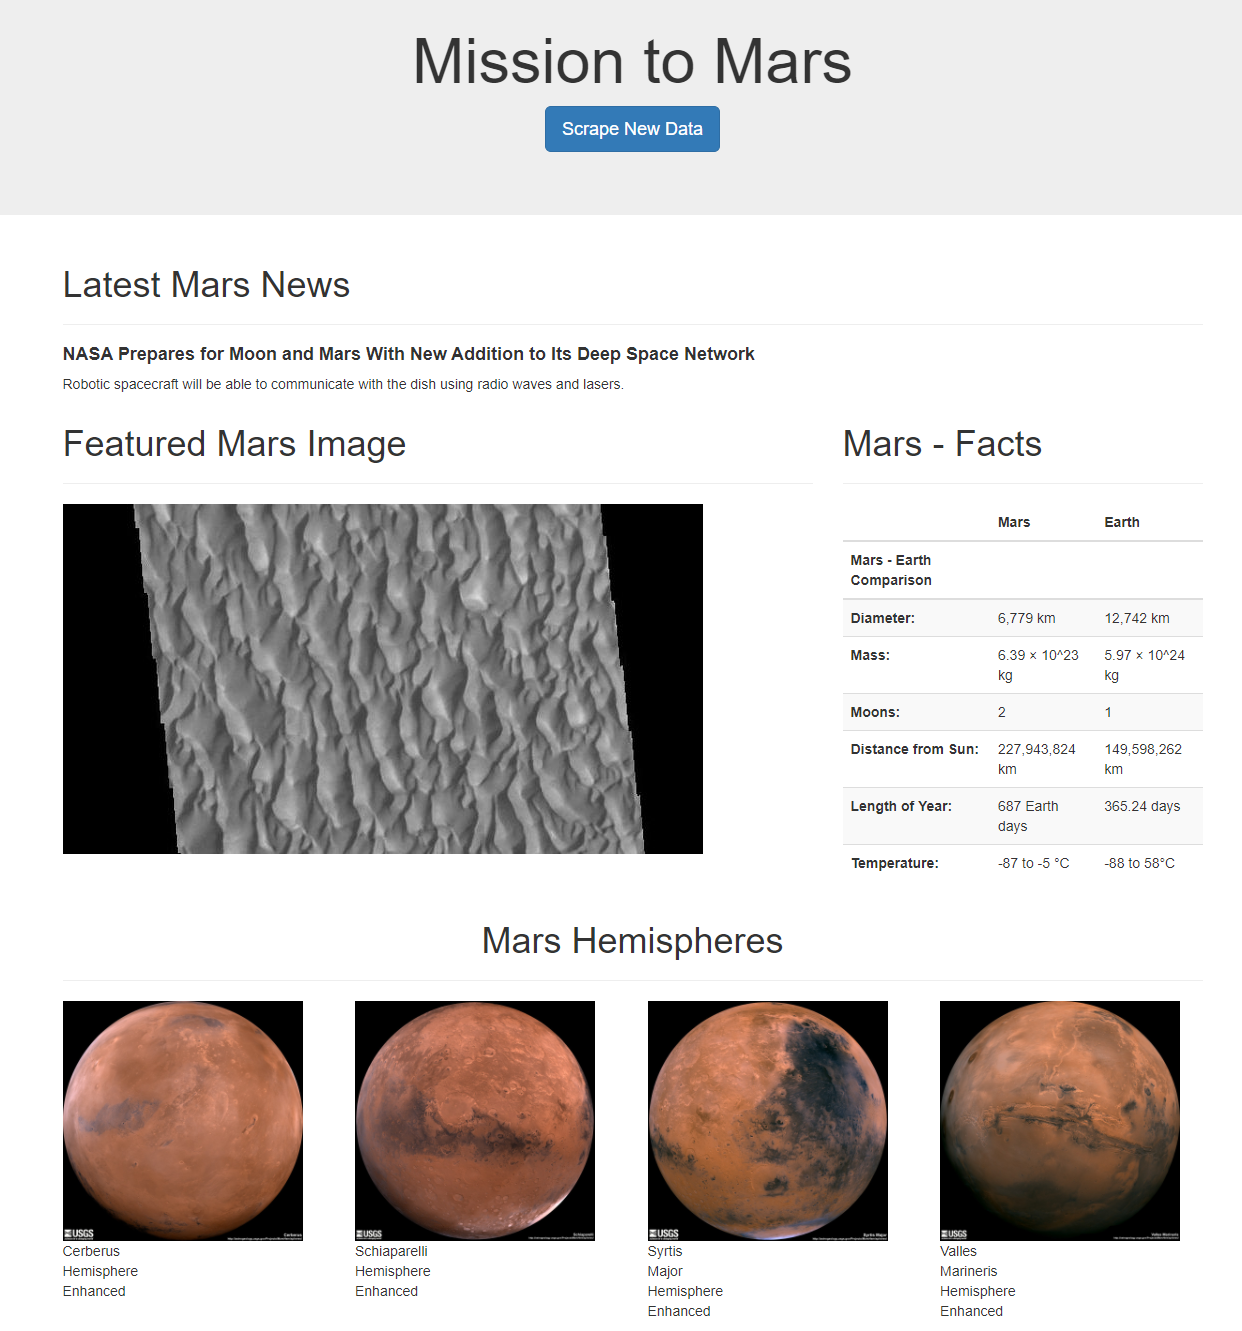 Mission to Mars
Scrape New Data
Latest Mars News
NASA Prepares for Moon and Mars With New Addition to Its Deep Space Network
Robotic spacecraft will be able to communicate with the dish using radio waves and lasers.
Featured Mars Image
Mars - Facts
Mars Earth
Mars - Earth
Comparison
Diameter: 6,779 km 12,742 km
Mass: 6.39 × 10^23 5.97 × 10^24
kg kg
Moons: 2 1
Distance from Sun: 227,943,824 149,598,262
km km
Length of Year: 687 Earth 365.24 days
days
Temperature: -87 to -5 °C -88 to 58°C
Mars Hemispheres
USGS Cerberus
USGS Schiaparelli
USGS Syrtis Major
USGS Valles Marineris
Cerberus
Hemisphere
Enhanced
Schiaparelli
Hemisphere
Enhanced
Syrtis
Major
Hemisphere
Enhanced
Valles
Marineris
Hemisphere
Enhanced